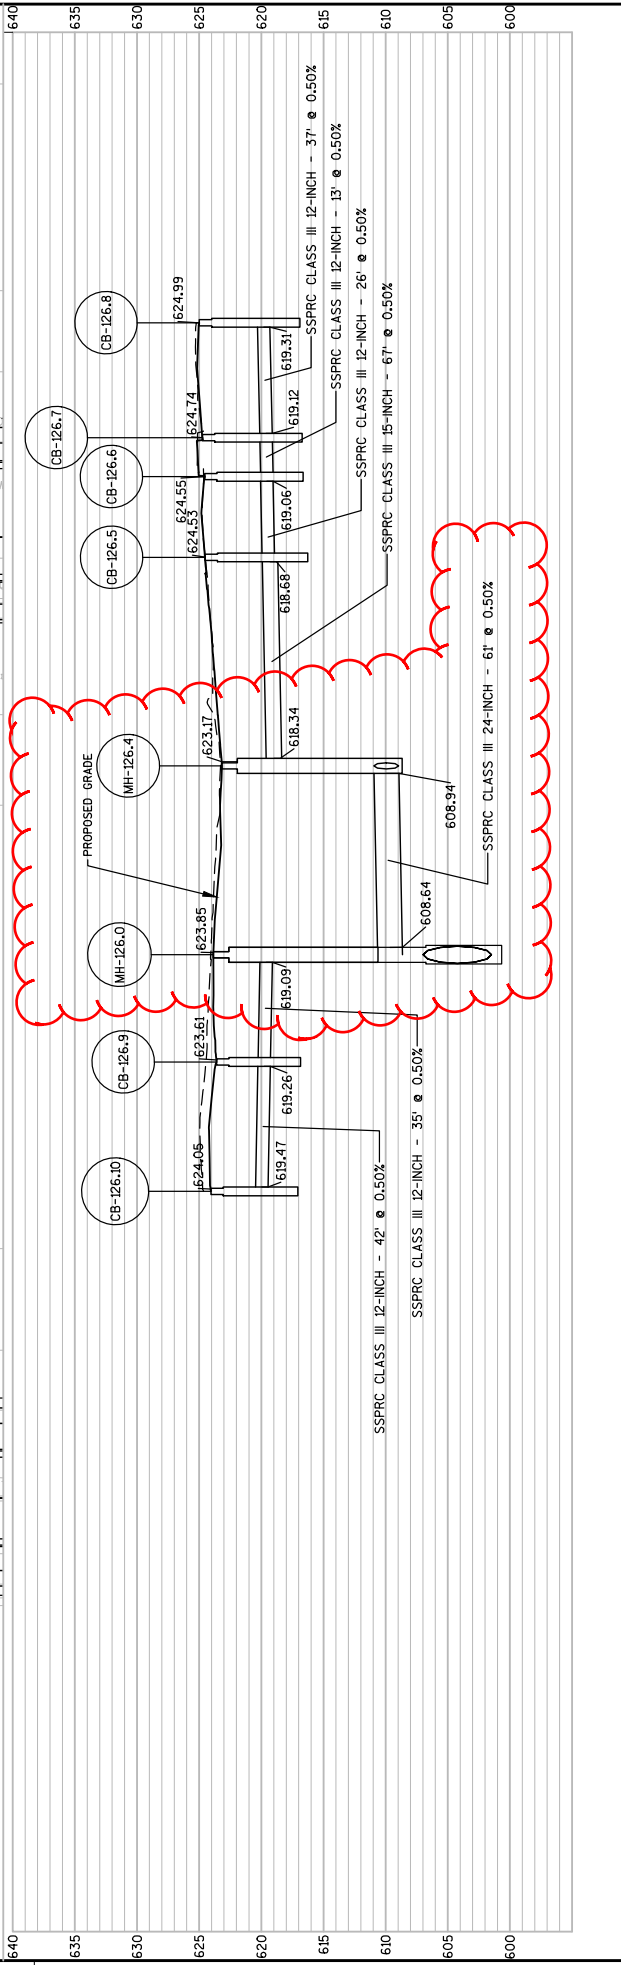 640
635
630
625
620
615
610
605
600
CB-126.10
CB-126.9
MH-126.0
MH-126.4
CB-126.5
CB-126.6
CB-126.7
CB-126.8
PROPOSED GRADE
624.05
623.61
623.85
623.17
624.53
624.55
624.74
624.99
619.47
619.26
619.09
618.34
618.68
619.06
619.12
619.31
608.64
608.94
SSPRC CLASS III 12-INCH - 42' @ 0.50%
SSPRC CLASS III 12-INCH - 35' @ 0.50%
SSPRC CLASS III 24-INCH - 61' @ 0.50%
SSPRC CLASS III 15-INCH - 67' @ 0.50%
SSPRC CLASS III 12-INCH - 26' @ 0.50%
SSPRC CLASS III 12-INCH - 13' @ 0.50%
SSPRC CLASS III 12-INCH - 37' @ 0.50%
640
635
630
625
620
615
610
605
600